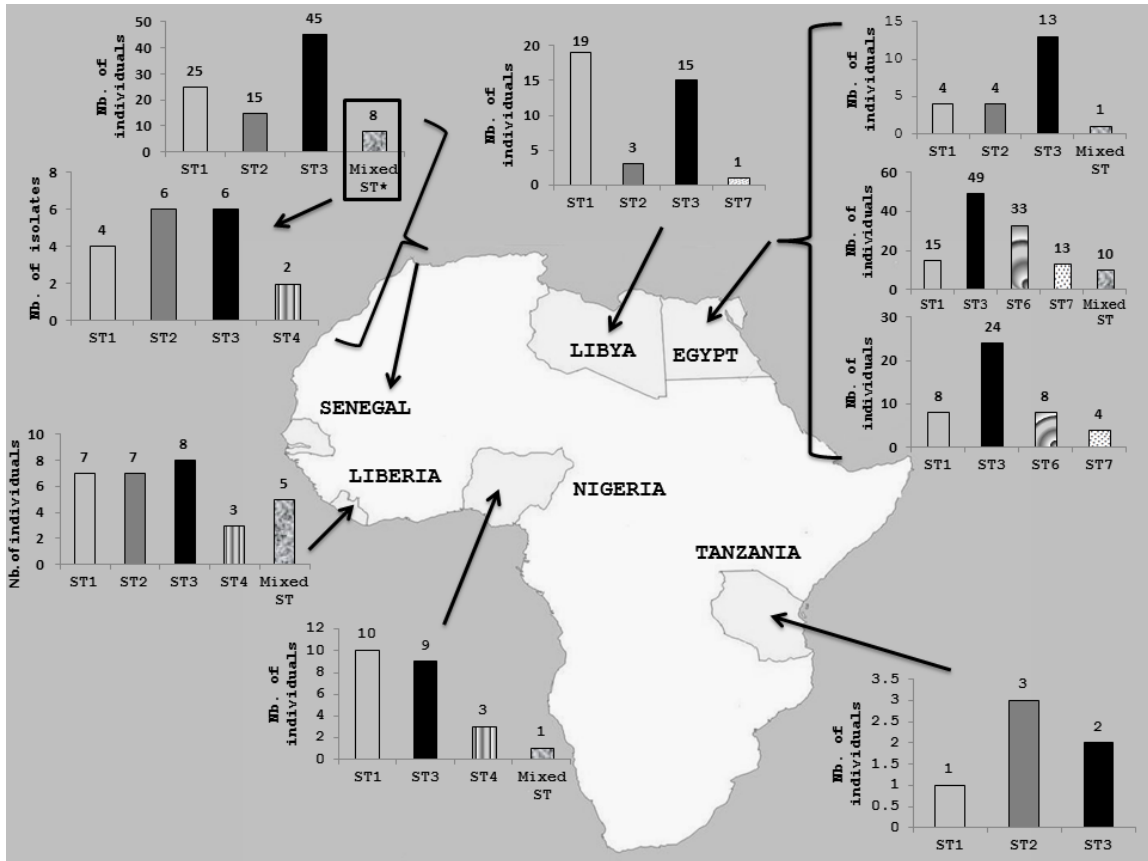 Nb. of
individuals
50
40
30
20
10
0
25
15
45
8
ST1 ST2 ST3 Mixed
ST*
Nb. of isolates
8
6
4
2
0
4
6
6
2
ST1 ST2 ST3 ST4
Nb.of individuals
10
8
6
4
2
0
7
7
8
3
5
ST1 ST2 ST3 ST4 Mixed
ST
Nb. of
individuals
12
10
8
6
4
2
0
10
9
3
1
ST1 ST3 ST4 Mixed
ST
Nb. of
individuals
20
15
10
5
0
19
3
15
1
ST1 ST2 ST3 ST7
Nb. of
individuals
15
10
5
0
4
4
13
1
ST1 ST2 ST3 Mixed
ST
Nb. of
individuals
60
40
20
0
15
49
33
13
10
ST1 ST3 ST6 ST7 Mixed
ST
Nb. of
individuals
30
20
10
0
8
24
8
4
ST1 ST3 ST6 ST7
Nb. of
individuals
3.5
3
2.5
2
1.5
1
0.5
0
1
3
2
ST1 ST2 ST3
LIBYA
EGYPT
SENEGAL
LIBERIA
NIGERIA
TANZANIA